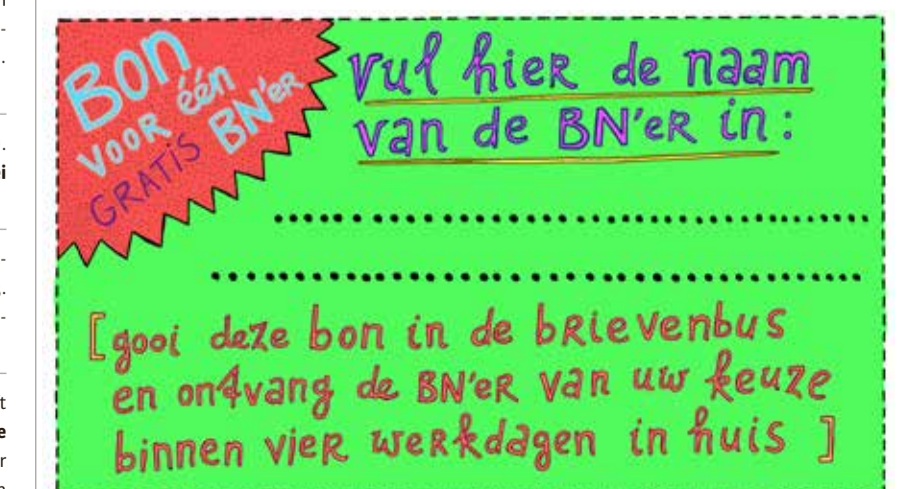 Bon
VOOR één
GRATIS BN'eR
vul hier de naam
van de BN'eR in:
[gooi deze bon in de brievenbus
en ontvang de BN'eR van uw keuze
binnen vier werkdagen in huis ]